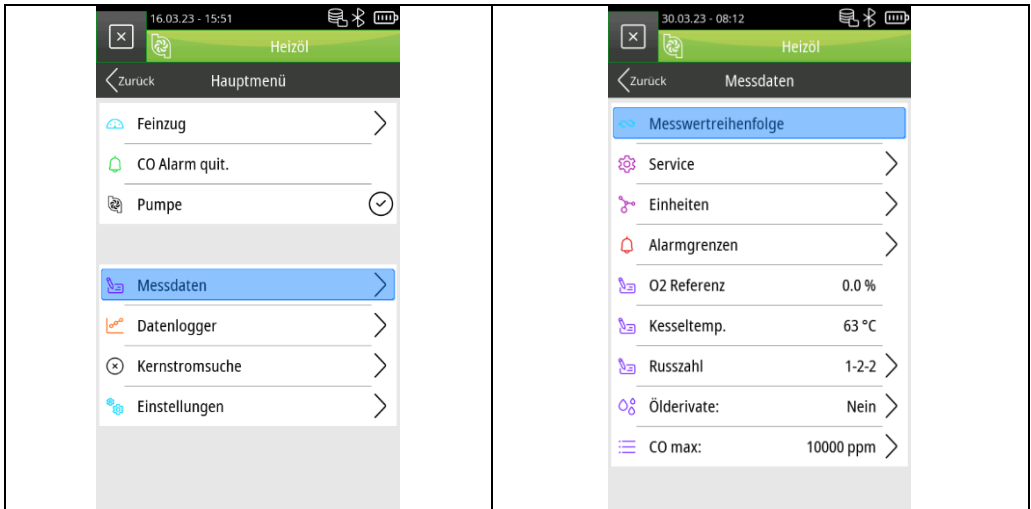 16.03.23 - 15:51
Heizöl
Zurück Hauptmenü
Feinzug
CO Alarm quit.
Pumpe
Messdaten
Datenlogger
Kernstromsuche
Einstellungen
30.03.23 - 08:12
Heizöl
Zurück Messdaten
Messwertreihenfolge
Service
Einheiten
Alarmgrenzen
O2 Referenz 0.0 %
Kesseltemp. 63 °C
Russzahl 1-2-2
Ölderivate: Nein
CO max: 10000 ppm